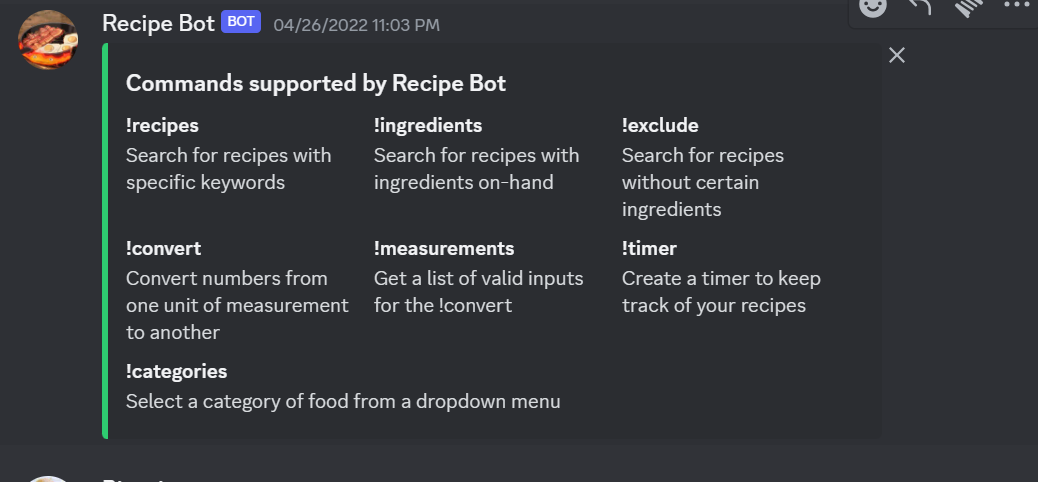 Recipe Bot BOT 04/26/2022 11:03 PM
Commands supported by Recipe Bot
!recipes
Search for recipes with
specific keywords
!ingredients
Search for recipes with
ingredients on-hand
!exclude
Search for recipes
without certain
ingredients
!convert
Convert numbers from
one unit of measurement
to another
!measurements
Get a list of valid inputs
for the !convert
!timer
Create a timer to keep
track of your recipes
!categories
Select a category of food from a dropdown menu